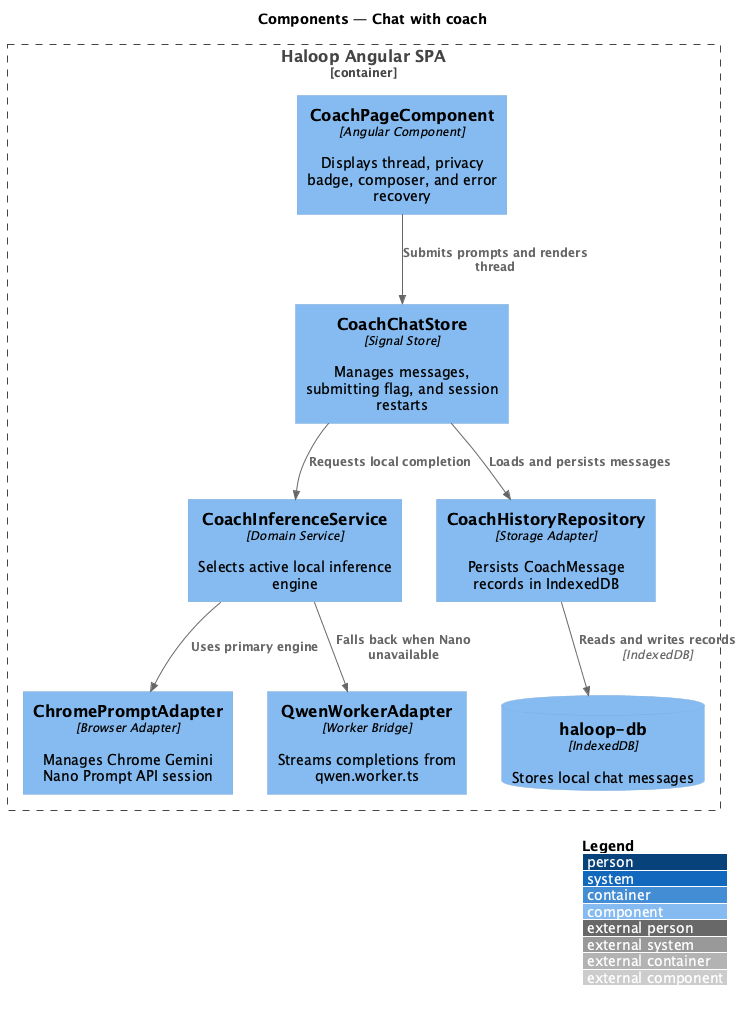 Components — Chat with coach
Haloop Angular SPA
[container]
CoachPageComponent
[Angular Component]
Displays thread, privacy
badge, composer, and error
recovery
Submits prompts and renders
thread
CoachChatStore
[Signal Store]
Manages messages,
submitting flag, and session
restarts
Requests local completion
Loads and persists messages
CoachInferenceService
[Domain Service]
Selects active local inference
engine
CoachHistoryRepository
[Storage Adapter]
Persists CoachMessage
records in IndexedDB
Uses primary engine
Falls back when Nano
unavailable
Reads and writes records
[IndexedDB]
ChromePromptAdapter
[Browser Adapter]
Manages Chrome Gemini
Nano Prompt API session
QwenWorkerAdapter
[Worker Bridge]
Streams completions from
qwen.worker.ts
haloop-db
[IndexedDB]
Stores local chat messages
Legend
person
system
container
component
external person
external system
external container
external component